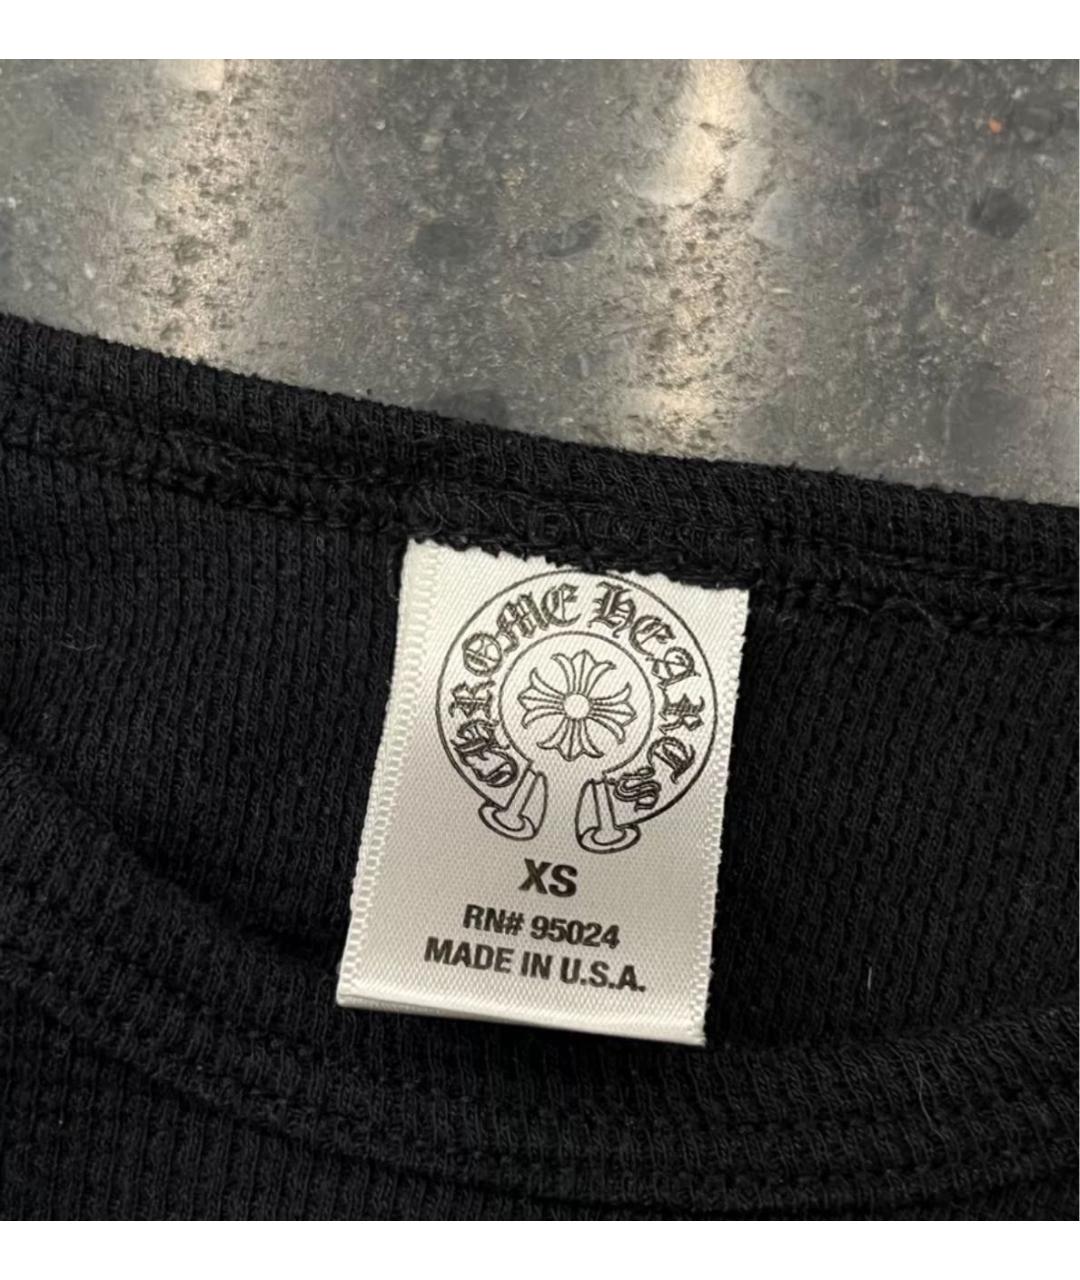 CHROME HEARTS
XS
RN# 95024
MADE IN U.S.A.